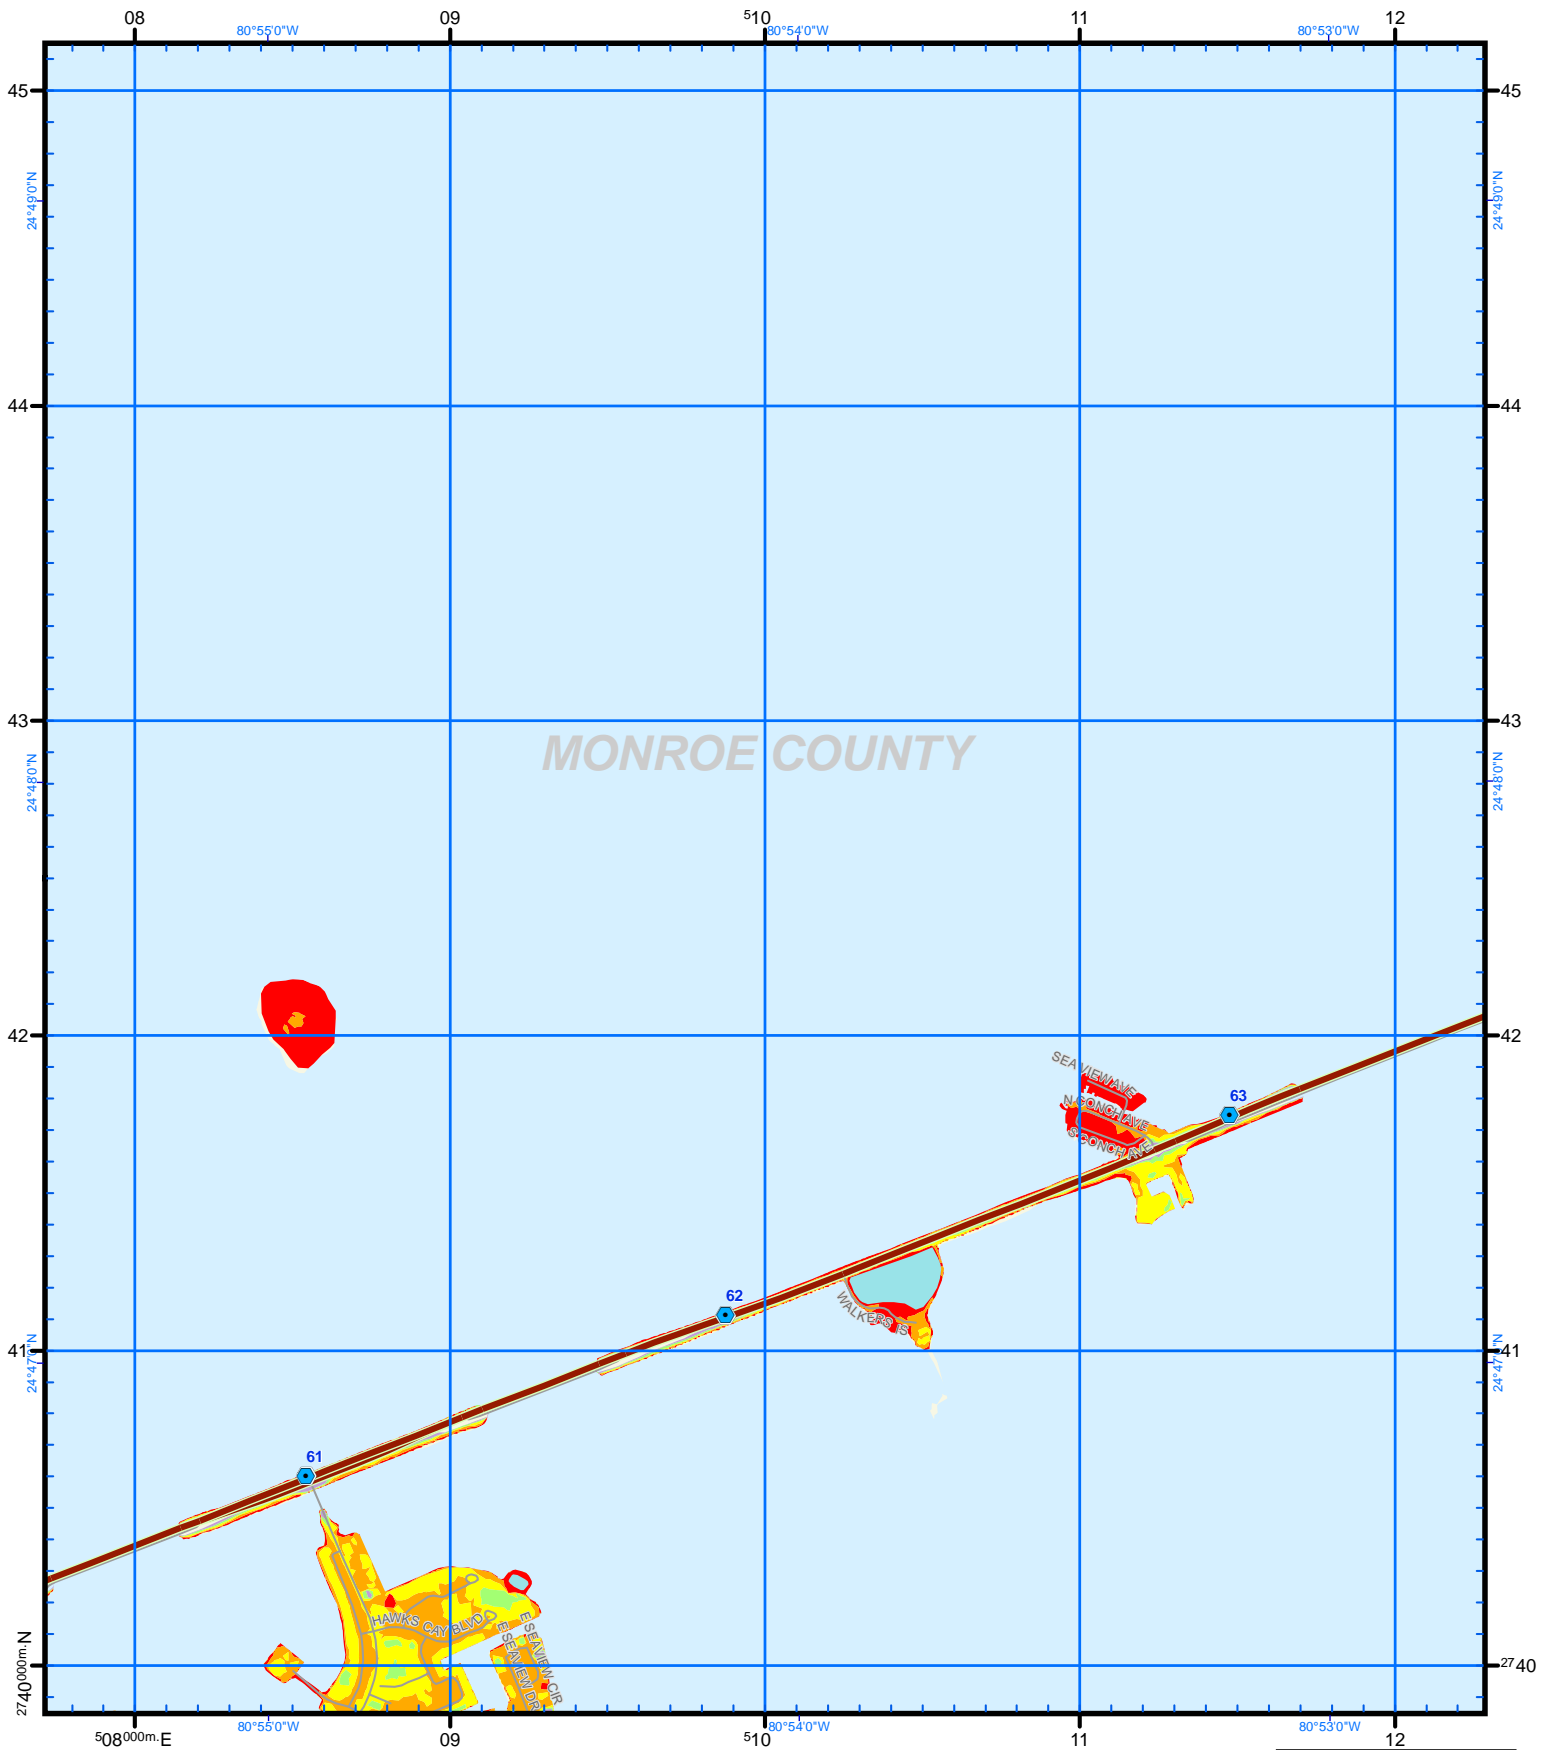 08 09 510 11 12
80°55'0"W 80°54'0"W 80°53'0"W
45 45
24°49'0"N 24°49'0"N
44 44
43 43
MONROE COUNTY
24°48'0"N 24°48'0"N
42 42
SEA VIEW AVE
63
N CONCH AVE
S CONCH AVE
62
WALKERS IS
41 41
24°47'0"N 24°47'0"N
61
HAWKS CAY BLVD
E SEAVIEW CIR
E SEAVIEW DR
2740000m.N 2740
80°55'0"W 80°54'0"W 80°53'0"W
508000m.E 09 510 11 12